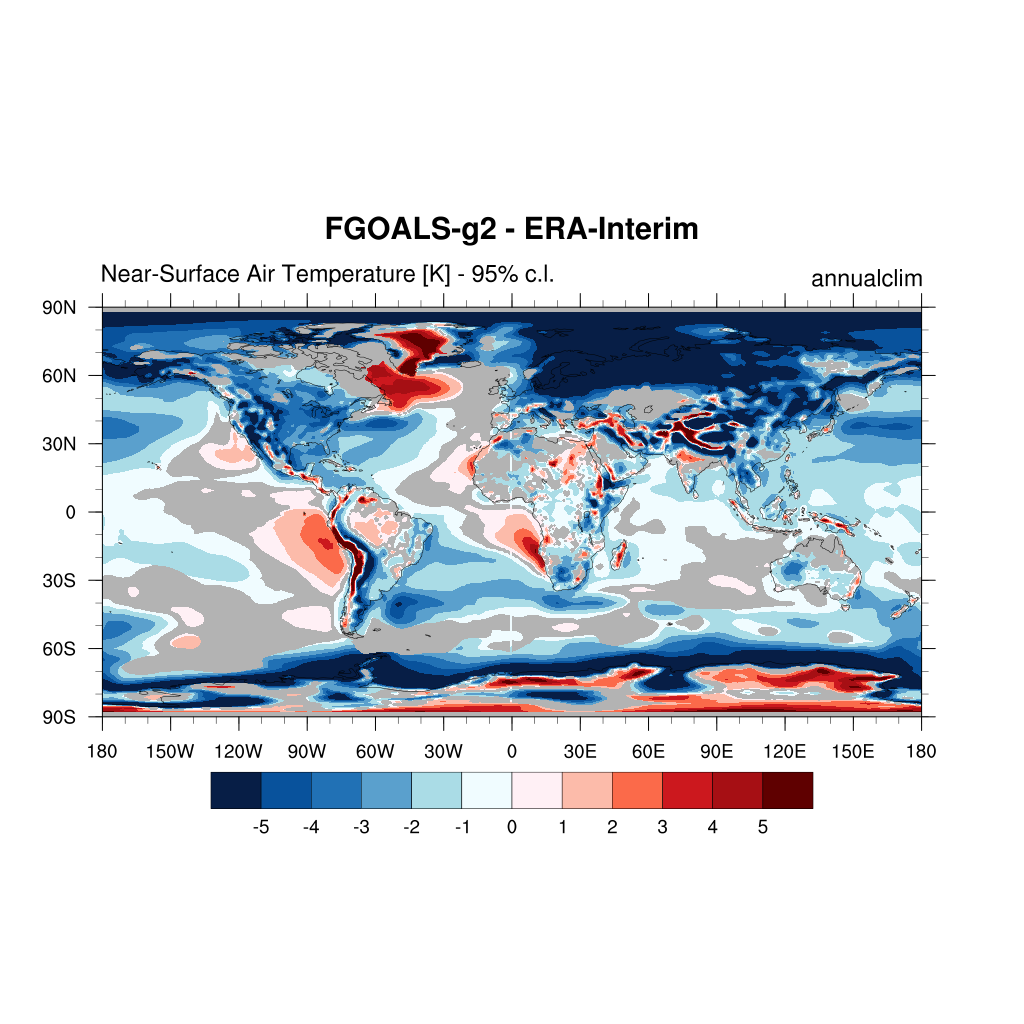 FGOALS-g2 - ERA-Interim
Near-Surface Air Temperature [K] - 95% c.l. annualclim
90N
60N
30N
0
30S
60S
90S
180 150W 120W 90W 60W 30W 0 30E 60E 90E 120E 150E 180
-5 -4 -3 -2 -1 0 1 2 3 4 5